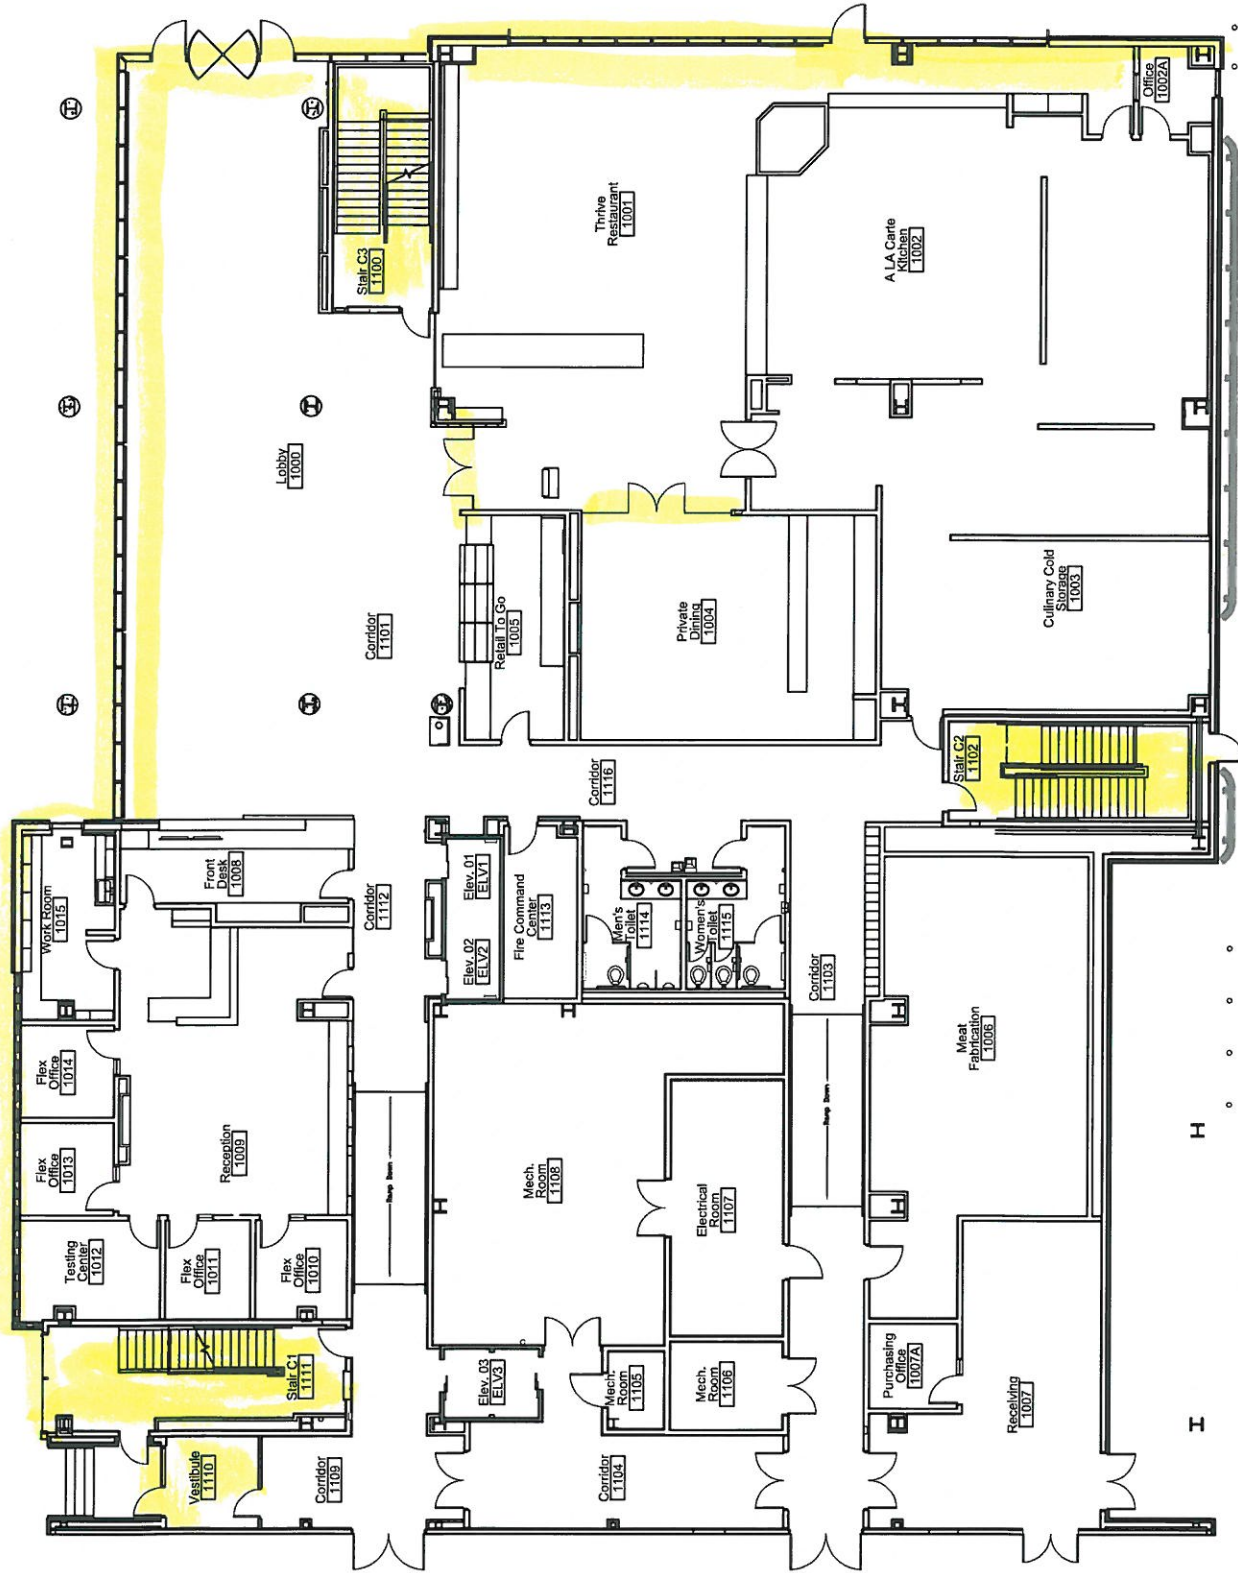 Office
1002A
Thrive
Restaurant
1001
A LA Carte
Kitchen
1002
Stair C3
1100
Lobby
1000
Corridor
1101
Retail To Go
1005
Private
Dining
1004
Culinary Cold
Storage
1003
Stair C2
1102
Corridor
1116
Work Room
1015
Front
Desk
1008
Corridor
1112
Elev. 01
ELV1
Elev. 02
ELV2
Fire Command
Center
1113
Men's
Toilet
1114
Women's
Toilet
1115
Corridor
1103
Meat
Fabrication
1006
Flex
Office
1014
Flex
Office
1013
Reception
1009
Ramp Down
Mech.
Room
1108
Electrical
Room
1107
Ramp Down
Testing
Center
1012
Flex
Office
1011
Flex
Office
1010
Stair C1
1111
Elev. 03
ELV3
Mech.
Room
1105
Mech.
Room
1106
Purchasing
Office
1007A
Receiving
1007
Vestibule
1110
Corridor
1109
Corridor
1104